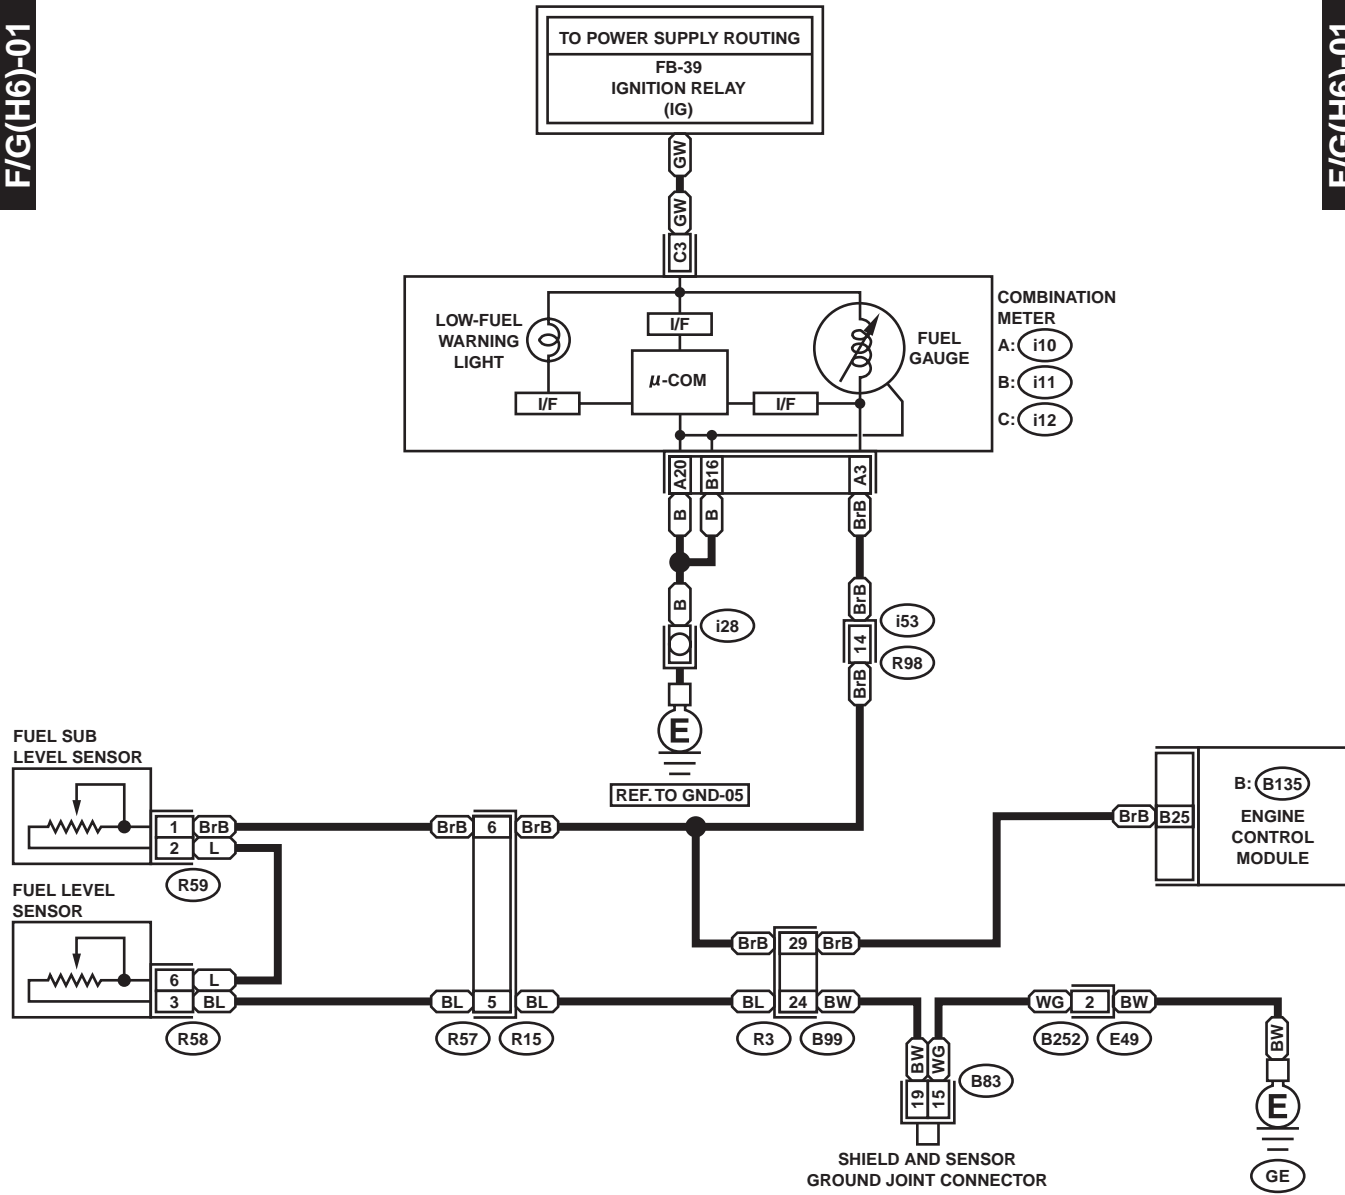 F/G(H6)-01
F/G(H6)-01
TO POWER SUPPLY ROUTING
FB-39
IGNITION RELAY
(IG)
GW
GW
C3
LOW-FUEL
WARNING
LIGHT
I/F
μ-COM
I/F
I/F
FUEL
GAUGE
COMBINATION
METER
A: i10
B: i11
C: i12
A20
B16
A3
B
B
BrB
B
i28
BrB
14
BrB
i53
R98
E
REF. TO GND-05
FUEL SUB
LEVEL SENSOR
1 BrB
2 L
R59
BrB 6 BrB
FUEL LEVEL
SENSOR
6 L
3 BL
R58
BL 5 BL
R57 R15
BrB 29 BrB
BL 24 BW
R3 B99
BrB B25
B: B135
ENGINE
CONTROL
MODULE
BW WG
19 15
B83
SHIELD AND SENSOR
GROUND JOINT CONNECTOR
WG 2 BW
B252 E49
BW
E
GE